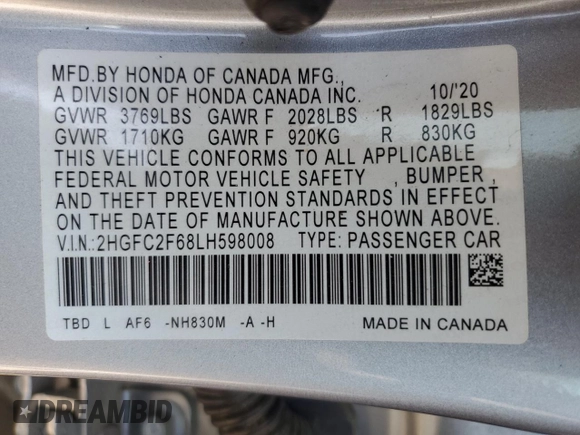 MFD.BY HONDA OF CANADA MFG.,
A DIVISION OF HONDA CANADA INC. 10/'20
GVWR 3769LBS GAWR F 2028LBS R 1829LBS
GVWR 1710KG GAWR F 920KG R 830KG
THIS VEHICLE CONFORMS TO ALL APPLICABLE
FEDERAL MOTOR VEHICLE SAFETY , BUMPER ,
AND THEFT PREVENTION STANDARDS IN EFFECT
ON THE DATE OF MANUFACTURE SHOWN ABOVE.
V.I.N.:2HGFC2F68LH598008 TYPE: PASSENGER CAR
TBD L AF6 -NH830M -A -H MADE IN CANADA
DREAMBID